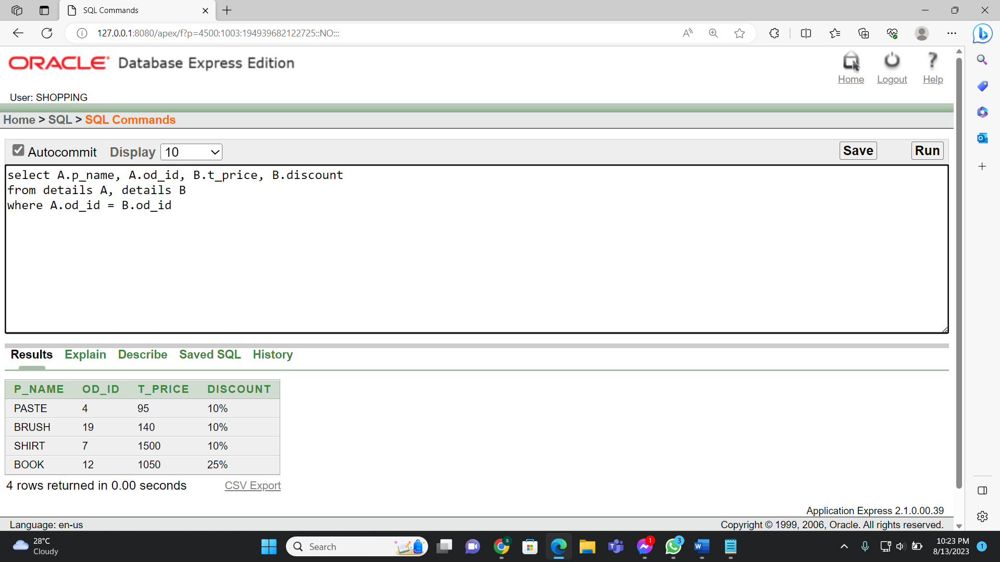 SQL Commands
127.0.0.1:8080/apex/f?p=4500:1003:194939682122725::NO:::
ORACLE Database Express Edition
Home Logout Help
User: SHOPPING
Home > SQL > SQL Commands
Autocommit Display 10 Save Run
select A.p_name, A.od_id, B.t_price, B.discount
from details A, details B
where A.od_id = B.od_id
Results Explain Describe Saved SQL History
P_NAME OD_ID T_PRICE DISCOUNT
PASTE 4 95 10%
BRUSH 19 140 10%
SHIRT 7 1500 10%
BOOK 12 1050 25%
4 rows returned in 0.00 seconds CSV Export
Application Express 2.1.0.00.39
Language: en-us Copyright © 1999, 2006, Oracle. All rights reserved.
28°C
Cloudy
Search
1
3
10:23 PM
8/13/2023
1